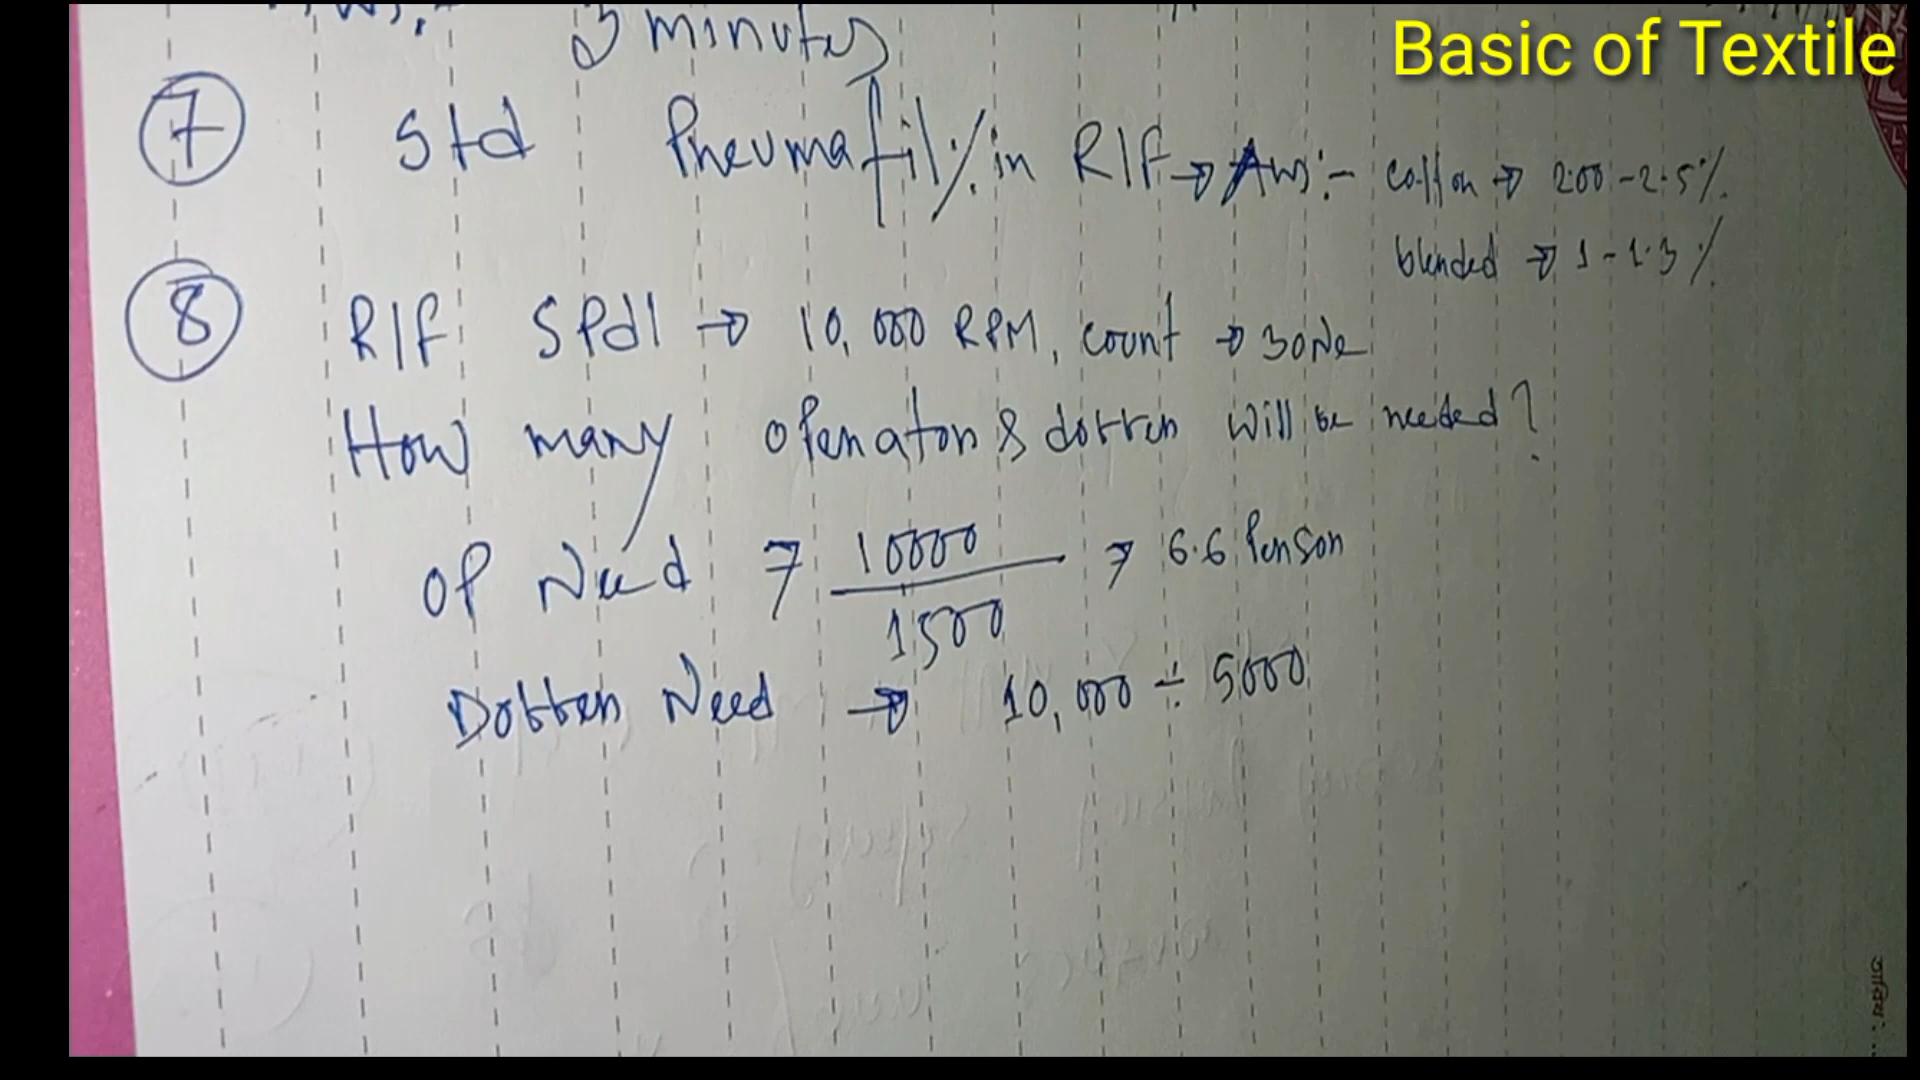 Basic of Textile
3 minutes
7 Std Pneumafil % in R/F → Ans:- cotton → 2.00 - 2.5 %
blended → 1 - 1.3 %
8 R/F Spdl → 10,000 RPM, count → 30 Ne
How many operator & doffer will be needed?
OP Need → 10000 / 1500 → 6.6 Person
Doffer Need → 10,000 ÷ 5000